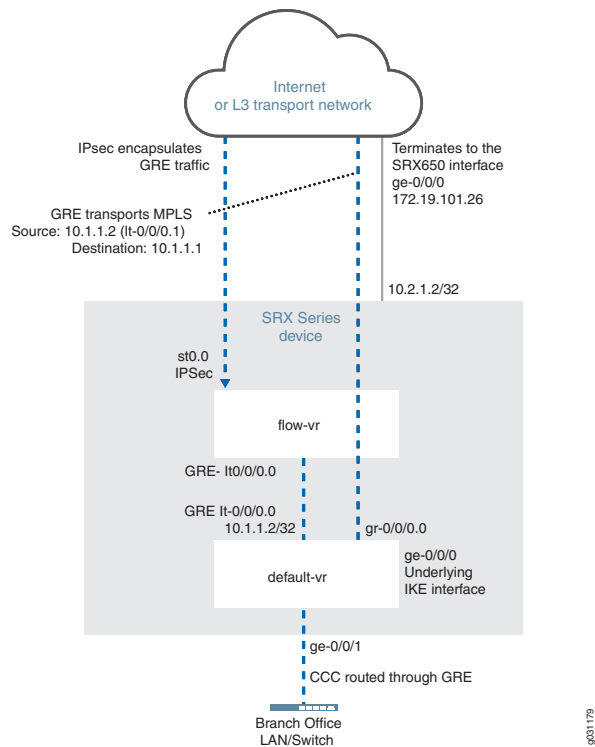 Internet
or L3 transport network
IPsec encapsulates
GRE traffic
Terminates to the
SRX650 interface
ge-0/0/0
172.19.101.26
GRE transports MPLS
Source: 10.1.1.2 (lt-0/0/0.1)
Destination: 10.1.1.1
10.2.1.2/32
SRX Series
device
st0.0
IPSec
flow-vr
GRE- lt0/0/0.0
GRE lt-0/0/0.0
10.1.1.2/32
gr-0/0/0.0
default-vr
ge-0/0/0
Underlying
IKE interface
ge-0/0/1
CCC routed through GRE
Branch Office
LAN/Switch
g031179